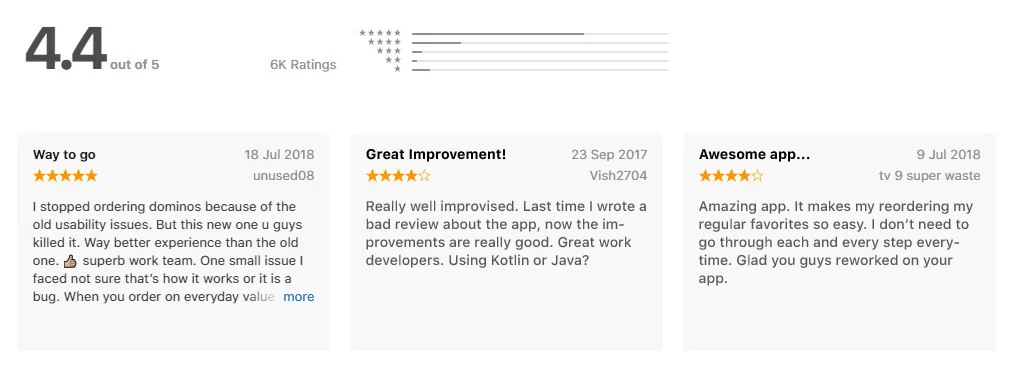 4.4 out of 5
6K Ratings
★★★★★
★★★★
★★★
★★
★
Way to go
18 Jul 2018
★★★★★
unused08
I stopped ordering dominos because of the
old usability issues. But this new one u guys
killed it. Way better experience than the old
one. 👍🏽 superb work team. One small issue I
faced not sure that’s how it works or it is a
bug. When you order on everyday value more
Great Improvement!
23 Sep 2017
★★★★☆
Vish2704
Really well improvised. Last time I wrote a
bad review about the app, now the im-
provements are really good. Great work
developers. Using Kotlin or Java?
Awesome app...
9 Jul 2018
★★★★☆
tv 9 super waste
Amazing app. It makes my reordering my
regular favorites so easy. I don’t need to
go through each and every step every-
time. Glad you guys reworked on your
app.